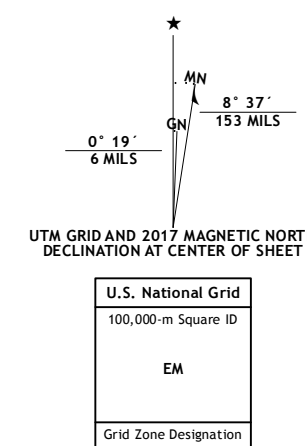 ★
MN
8° 37´
153 MILS
GN
0° 19´
6 MILS
UTM GRID AND 2017 MAGNETIC NORT
DECLINATION AT CENTER OF SHEET
U.S. National Grid
100,000-m Square ID
EM
Grid Zone Designation